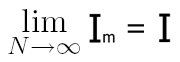 lim N→∞ Iₘ = I